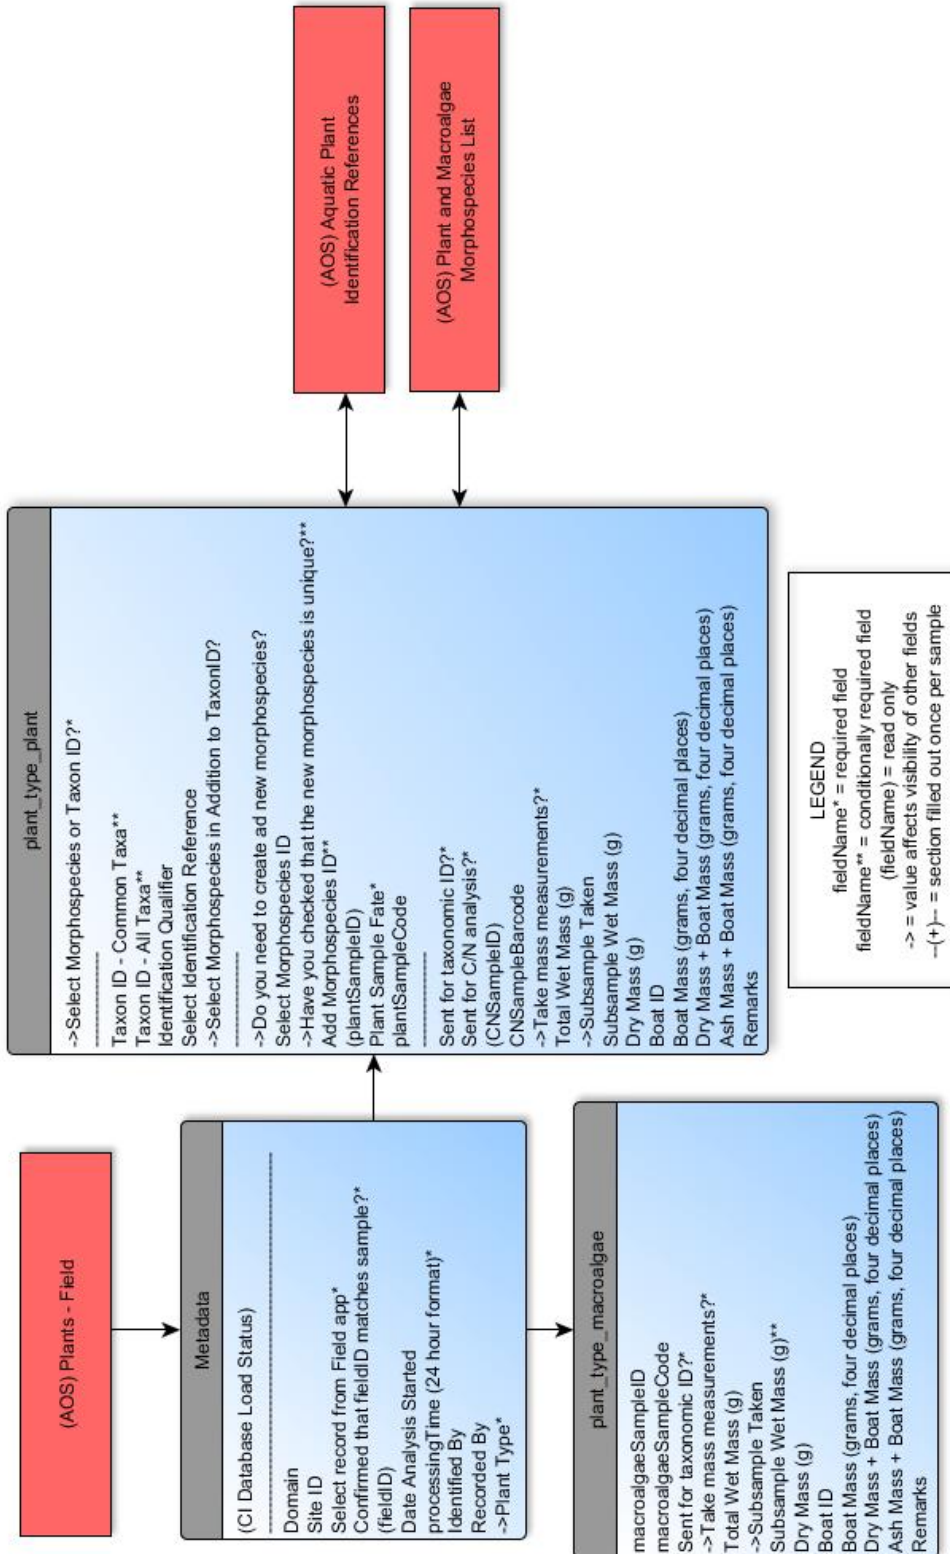 (AOS) Plants - Field
Metadata
(CI Database Load Status)
Domain
Site ID
Select record from Field app*
Confirmed that fieldID matches sample?*
(fieldID)
Date Analysis Started
processingTime (24 hour format)*
Identified By
Recorded By
->Plant Type*
plant_type_macroalgae
macroalgaeSampleID
macroalgaeSampleCode
Sent for taxonomic ID?*
->Take mass measurements?*
Total Wet Mass (g)
->Subsample Taken
Subsample Wet Mass (g)**
Dry Mass (g)
Boat ID
Boat Mass (grams, four decimal places)
Dry Mass + Boat Mass (grams, four decimal places)
Ash Mass + Boat Mass (grams, four decimal places)
Remarks
plant_type_plant
->Select Morphospecies or Taxon ID?*
Taxon ID - Common Taxa**
Taxon ID - All Taxa**
Identification Qualifier
Select Identification Reference
->Select Morphospecies in Addition to TaxonID?
->Do you need to create ad new morphospecies?
Select Morphospecies ID
->Have you checked that the new morphospecies is unique?**
Add Morphospecies ID**
(plantSampleID)
Plant Sample Fate*
plantSampleCode
Sent for taxonomic ID?*
Sent for C/N analysis?*
(CNSampleID)
CNSampleBarcode
->Take mass measurements?*
Total Wet Mass (g)
->Subsample Taken
Subsample Wet Mass (g)
Dry Mass (g)
Boat ID
Boat Mass (grams, four decimal places)
Dry Mass + Boat Mass (grams, four decimal places)
Ash Mass + Boat Mass (grams, four decimal places)
Remarks
LEGEND
fieldName* = required field
fieldName** = conditionally required field
(fieldName) = read only
-> = value affects visibility of other fields
--(+)-- = section filled out once per sample
(AOS) Aquatic Plant
Identification References
(AOS) Plant and Macroalgae
Morphospecies List